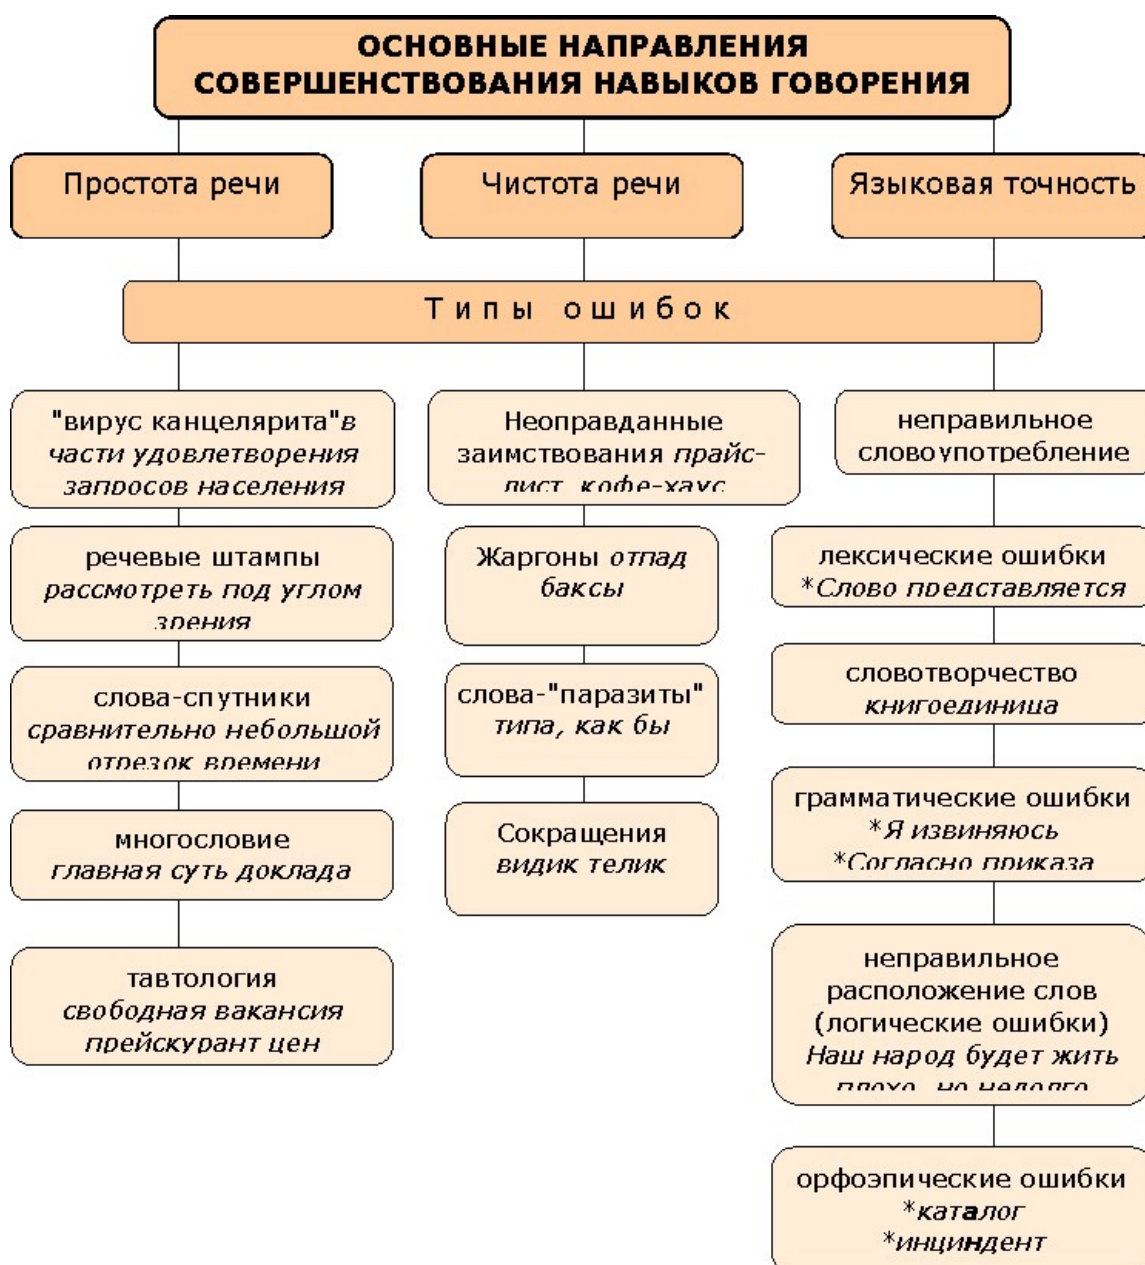 ОСНОВНЫЕ НАПРАВЛЕНИЯ
СОВЕРШЕНСТВОВАНИЯ НАВЫКОВ ГОВОРЕНИЯ
Простота речи
Чистота речи
Языковая точность
Типы ошибок
"вирус канцелярита"в
части удовлетворения
запросов населения
речевые штампы
рассмотреть под углом
зрения
слова-спутники
сравнительно небольшой
отрезок времени
многословие
главная суть доклада
тавтология
свободная вакансия
прейскурант цен
Неоправданные
заимствования прайс-
лист, кофе-хаус
Жаргоны отпад
баксы
слова-"паразиты"
типа, как бы
Сокращения
видик телик
неправильное
словоупотребление
лексические ошибки
*Слово представляется
словотворчество
книгоединица
грамматические ошибки
*Я извиняюсь
*Согласно приказа
неправильное
расположение слов
(логические ошибки)
Наш народ будет жить
плохо, но недолго
орфоэпические ошибки
*каталог
*инциндент